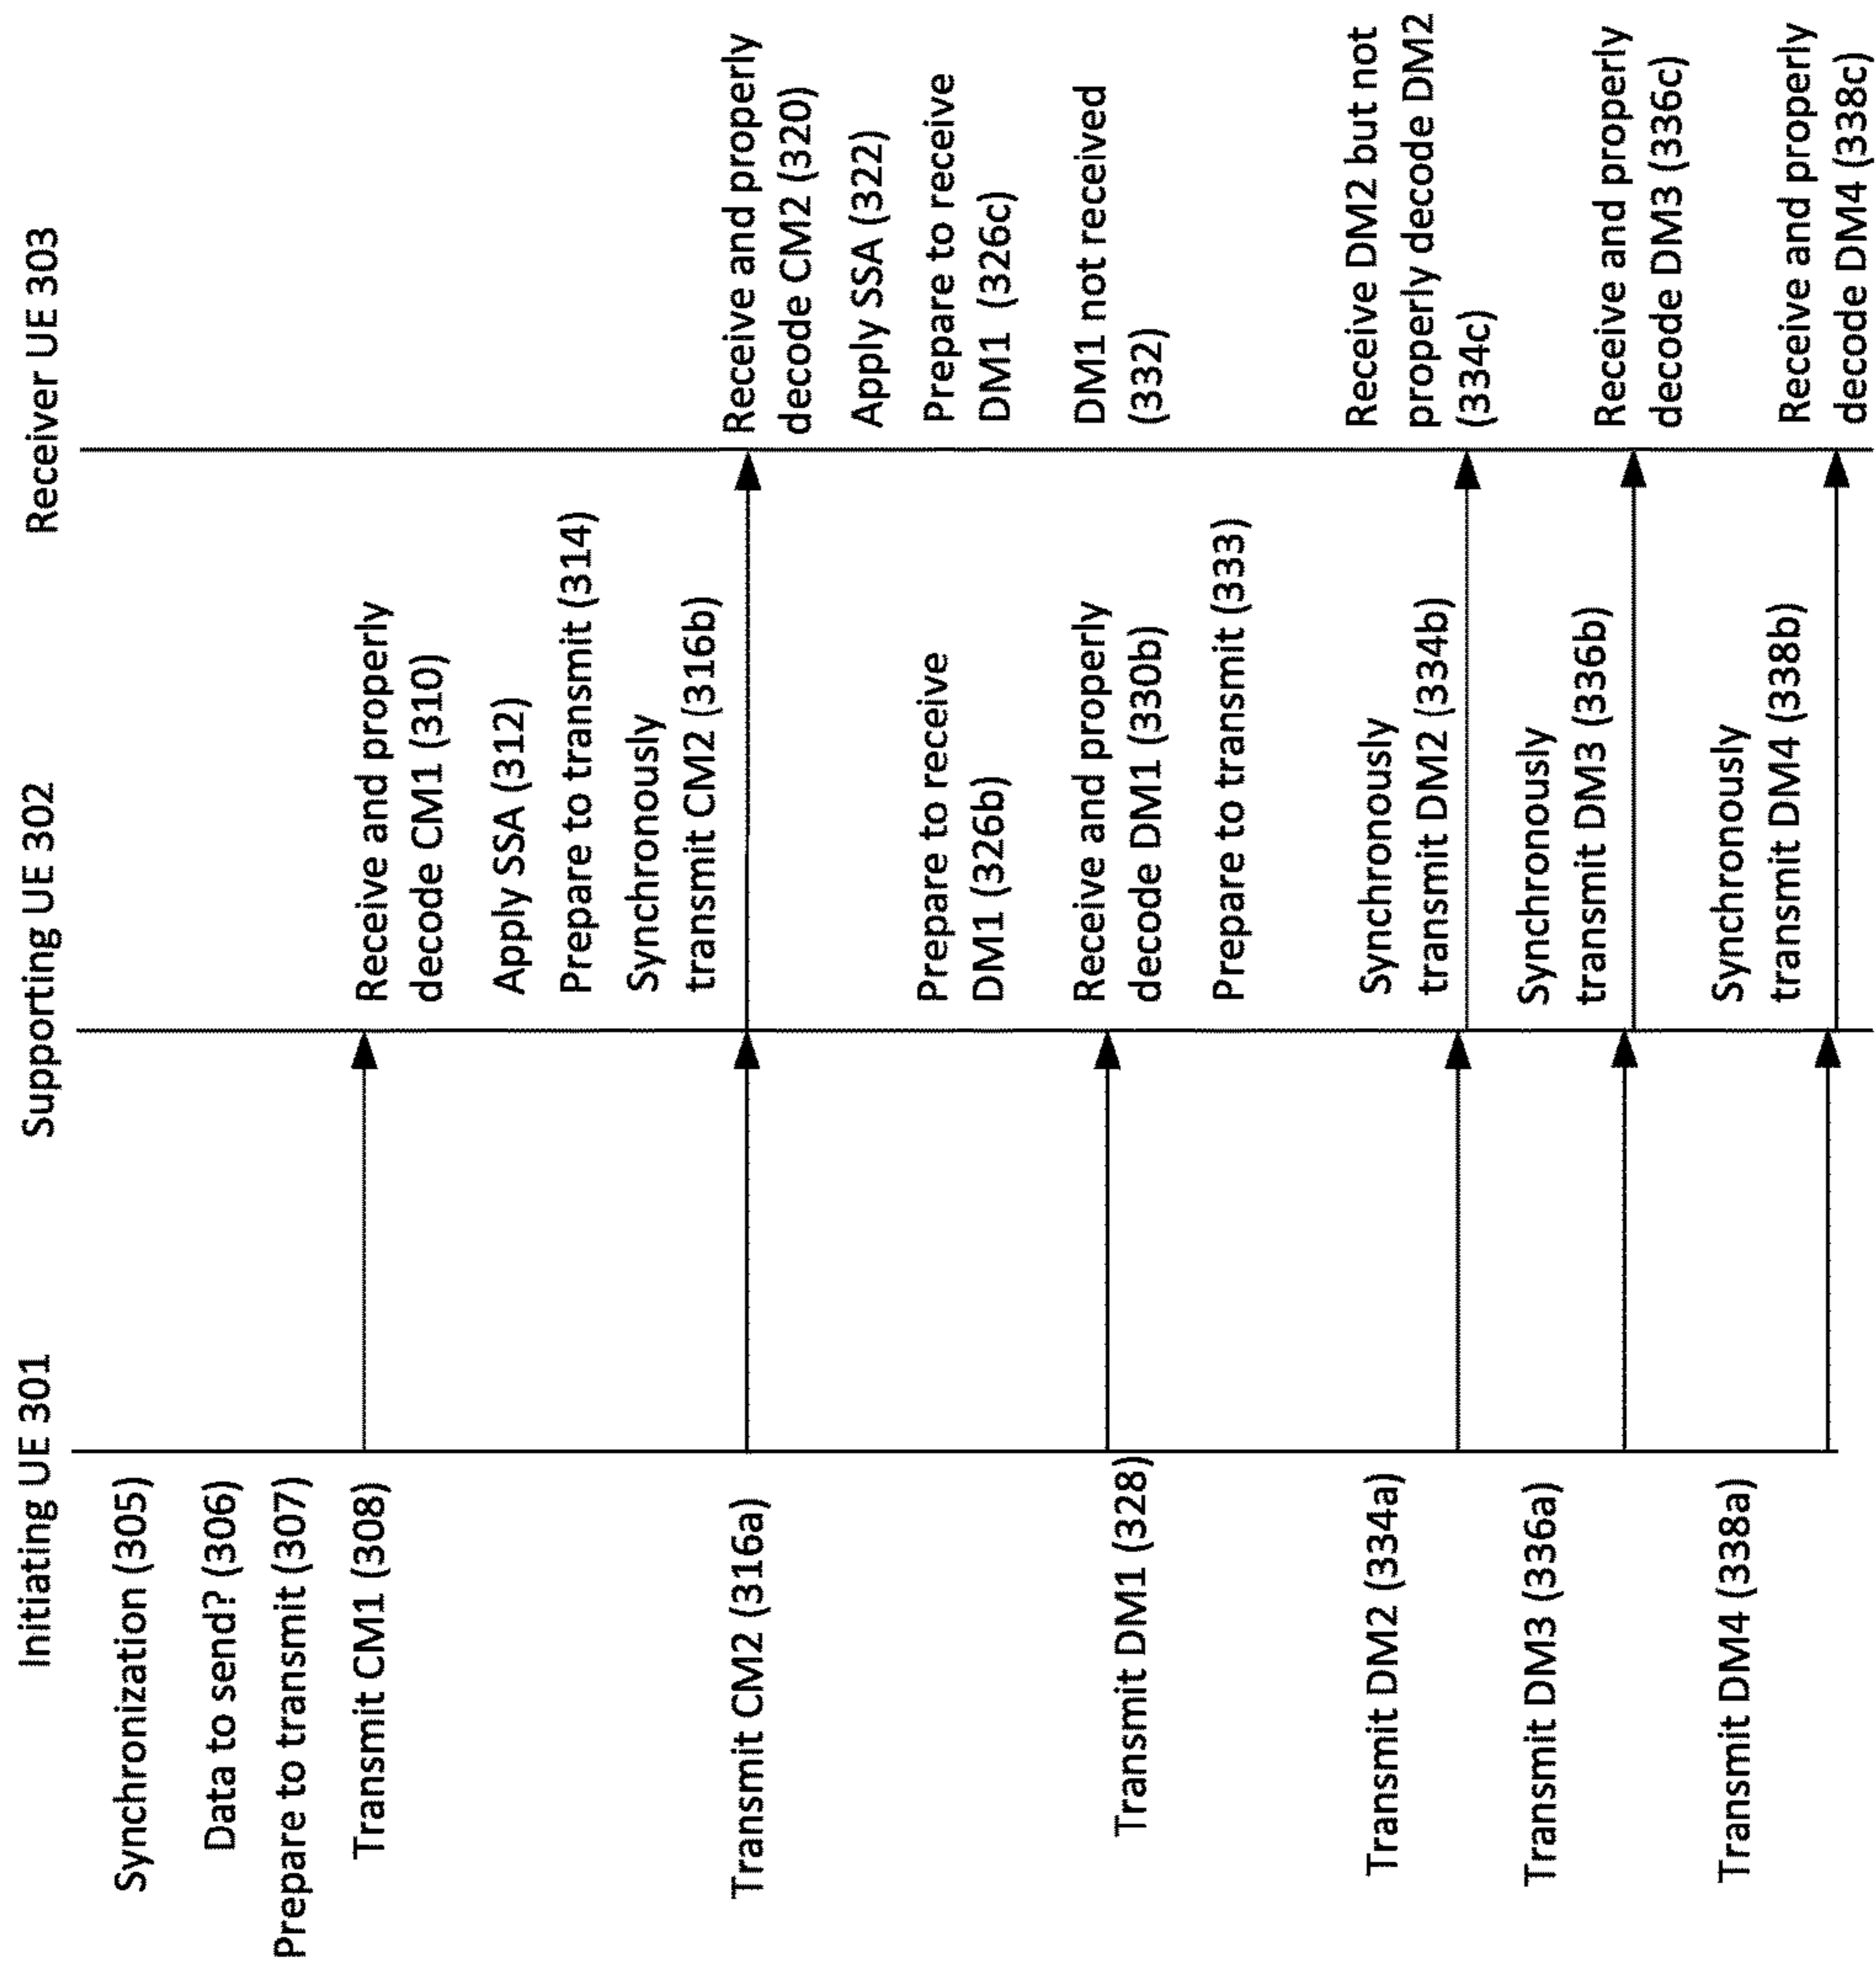 Initiating UE 301
Supporting UE 302
Receiver UE 303
Synchronization (305)
Data to send? (306)
Prepare to transmit (307)
Transmit CM1 (308)
Receive and properly
decode CM1 (310)
Apply SSA (312)
Prepare to transmit (314)
Synchronously
transmit CM2 (316b)
Transmit CM2 (316a)
Receive and properly
decode CM2 (320)
Apply SSA (322)
Prepare to receive
DM1 (326c)
Prepare to receive
DM1 (326b)
Transmit DM1 (328)
Receive and properly
decode DM1 (330b)
DM1 not received
(332)
Prepare to transmit (333)
Transmit DM2 (334a)
Synchronously
transmit DM2 (334b)
Receive DM2 but not
properly decode DM2
(334c)
Transmit DM3 (336a)
Synchronously
transmit DM3 (336b)
Receive and properly
decode DM3 (336c)
Transmit DM4 (338a)
Synchronously
transmit DM4 (338b)
Receive and properly
decode DM4 (338c)